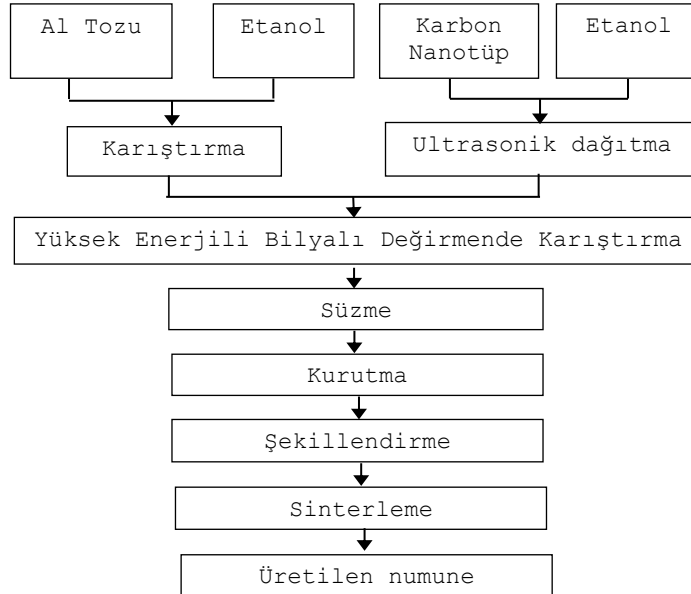 Al Tozu
Etanol
Karbon
Nanotüp
Etanol
Karıştırma
Ultrasonik dağıtma
Yüksek Enerjili Bilyalı Değirmende Karıştırma
Süzme
Kurutma
Şekillendirme
Sinterleme
Üretilen numune